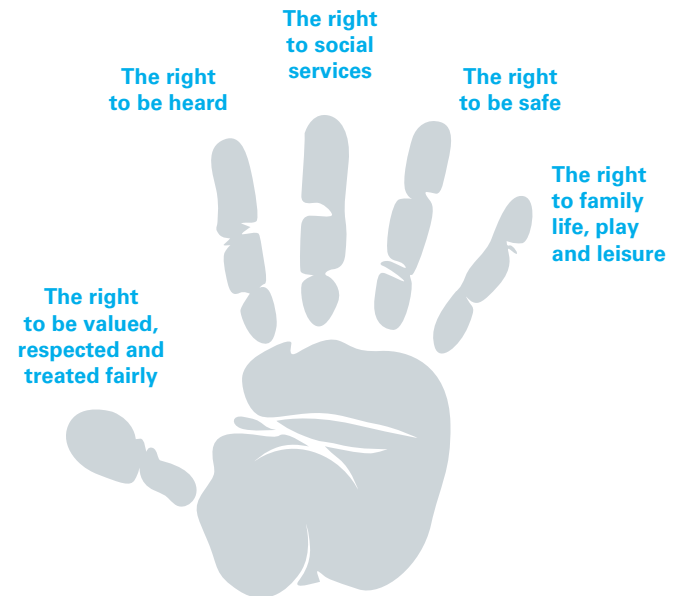 The right
to social
services
The right
to be heard
The right
to be safe
The right
to family
life, play
and leisure
The right
to be valued,
respected and
treated fairly